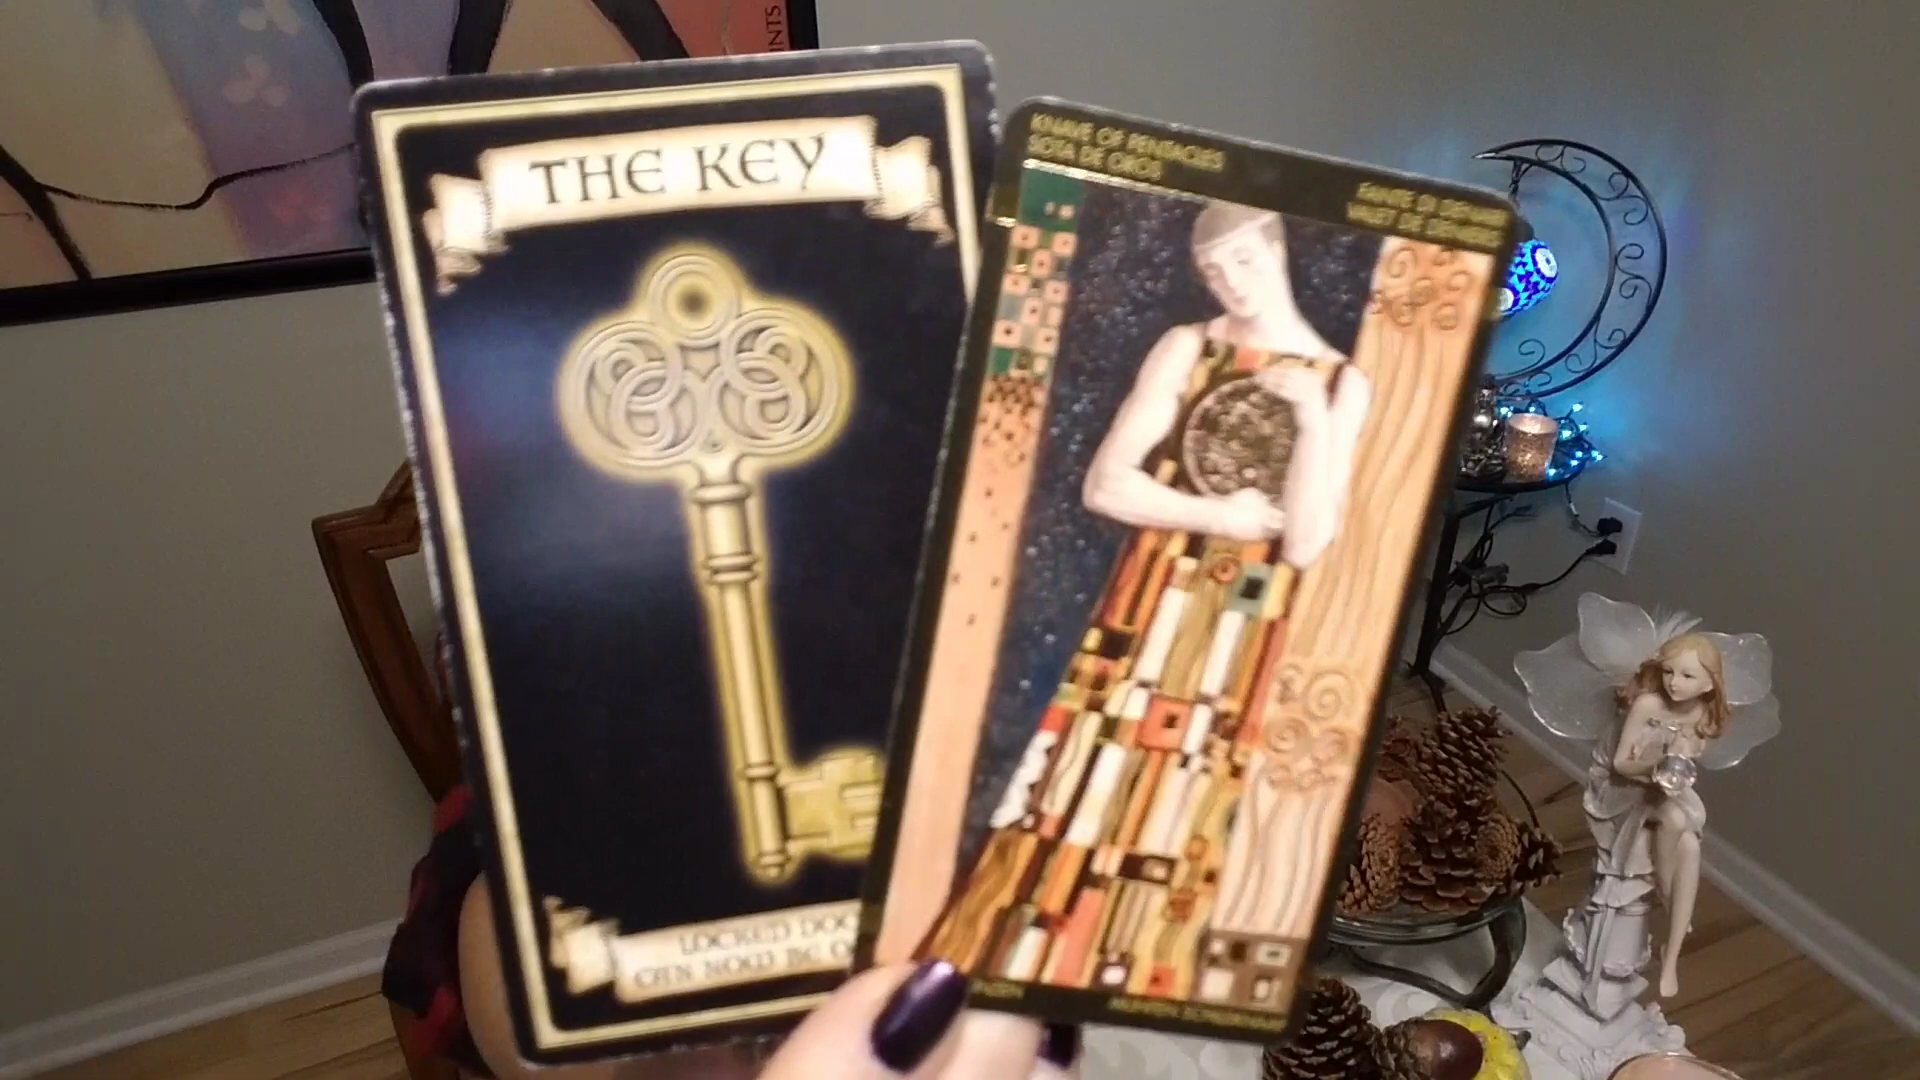 INTS
THE KEY
LOCKED DOO
CAN NOW BE O
KNAVE OF PENTACLES
SOTA DE OROS
FANTE DI DENARI
VALET DE DENIERS